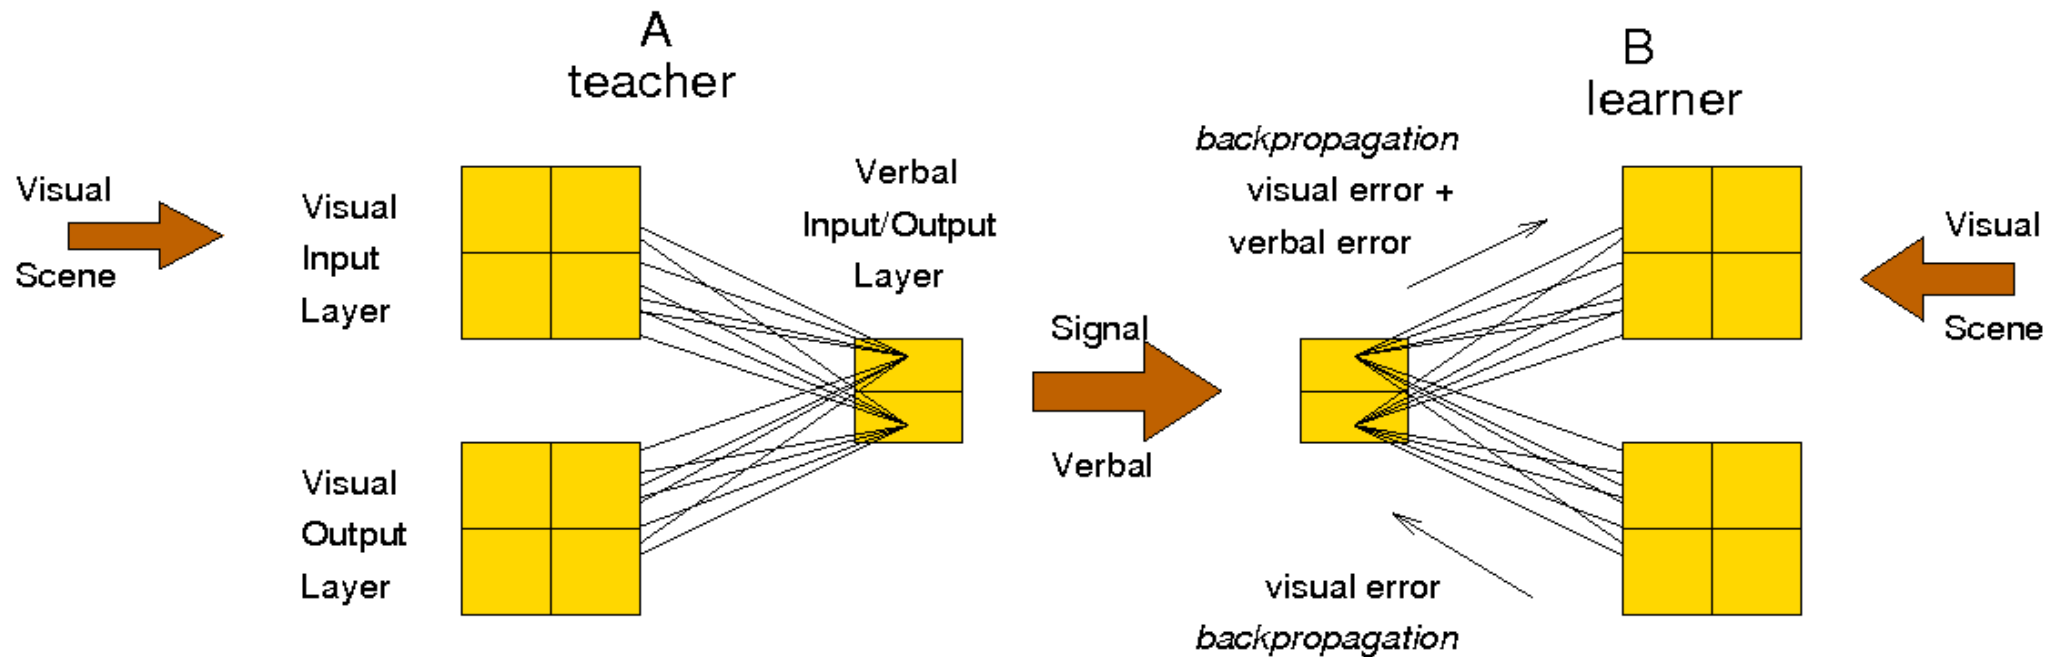 A
teacher
B
learner
Visual
Scene
Visual
Input
Layer
Verbal
Input/Output
Layer
backpropagation
visual error +
verbal error
Visual
Scene
Signal
Verbal
Visual
Output
Layer
visual error
backpropagation